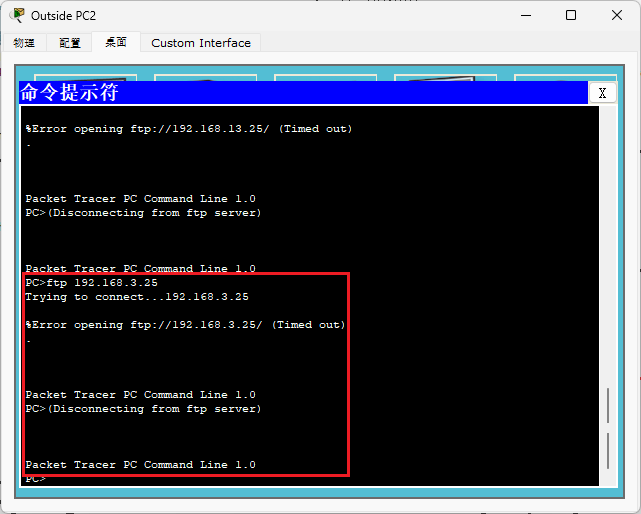 Outside PC2
物理 配置 桌面 Custom Interface
命令提示符
X
%Error opening ftp://192.168.13.25/ (Timed out)
.
Packet Tracer PC Command Line 1.0
PC>(Disconnecting from ftp server)
Packet Tracer PC Command Line 1.0
PC>ftp 192.168.3.25
Trying to connect...192.168.3.25
%Error opening ftp://192.168.3.25/ (Timed out)
.
Packet Tracer PC Command Line 1.0
PC>(Disconnecting from ftp server)
Packet Tracer PC Command Line 1.0
PC>